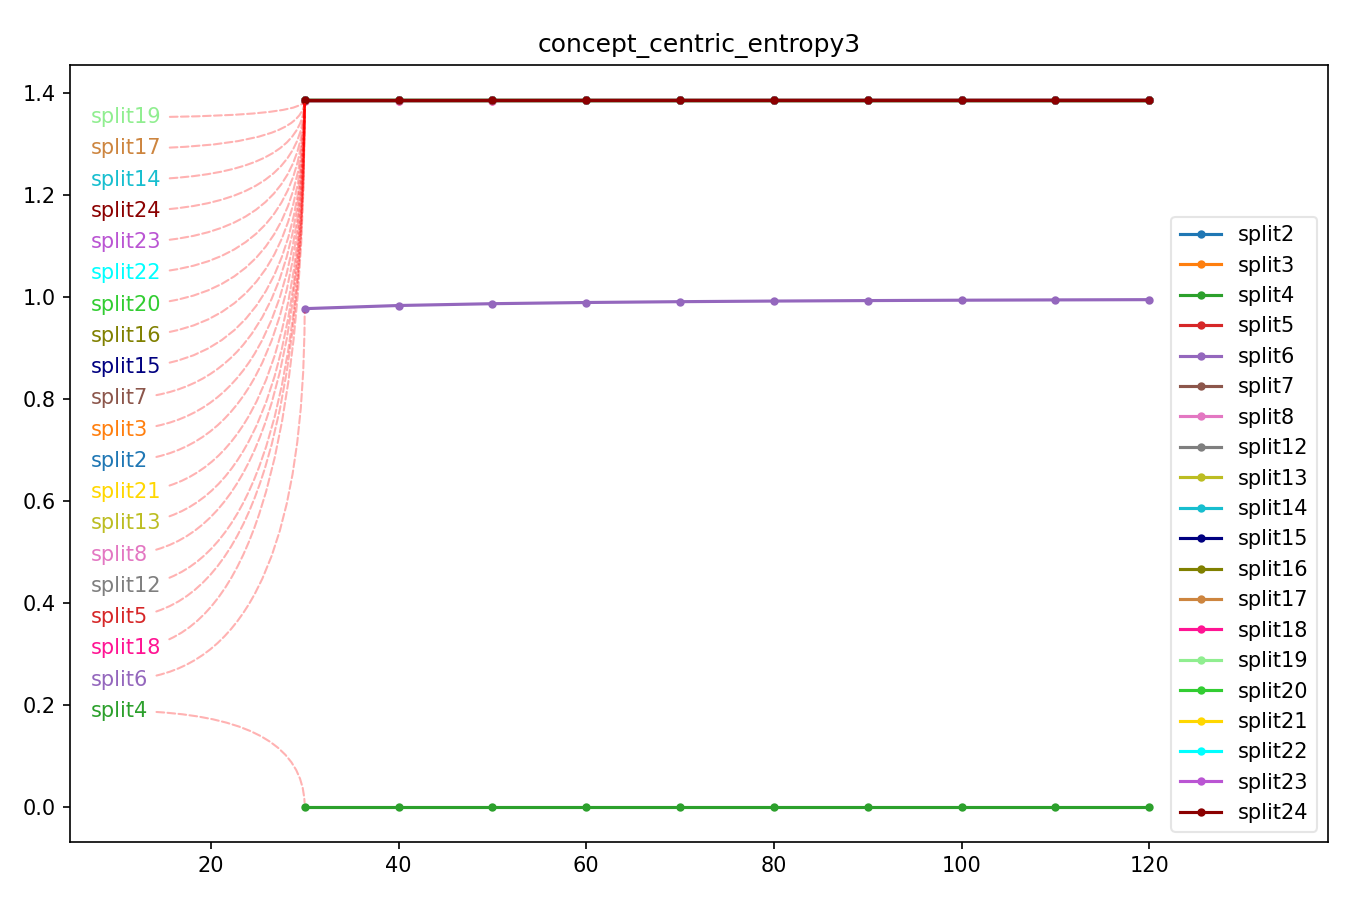 concept_centric_entropy3
1.4
1.2
1.0
0.8
0.6
0.4
0.2
0.0
split19
split17
split14
split24
split23
split22
split20
split16
split15
split7
split3
split2
split21
split13
split8
split12
split5
split18
split6
split4
split2
split3
split4
split5
split6
split7
split8
split12
split13
split14
split15
split16
split17
split18
split19
split20
split21
split22
split23
split24
20 40 60 80 100 120